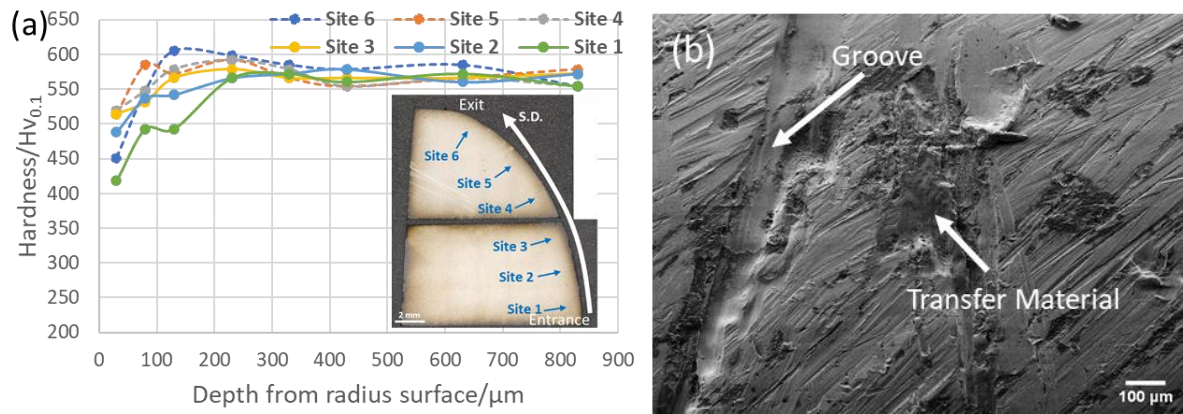 (a)
Site 6 Site 5 Site 4
Site 3 Site 2 Site 1
Hardness/Hv0.1
650
600
550
500
450
400
350
300
250
200
0 100 200 300 400 500 600 700 800 900
Depth from radius surface/μm
Exit
S.D.
Site 6
Site 5
Site 4
Site 3
Site 2
Site 1
Entrance
2 mm
(b)
Groove
Transfer Material
100 μm